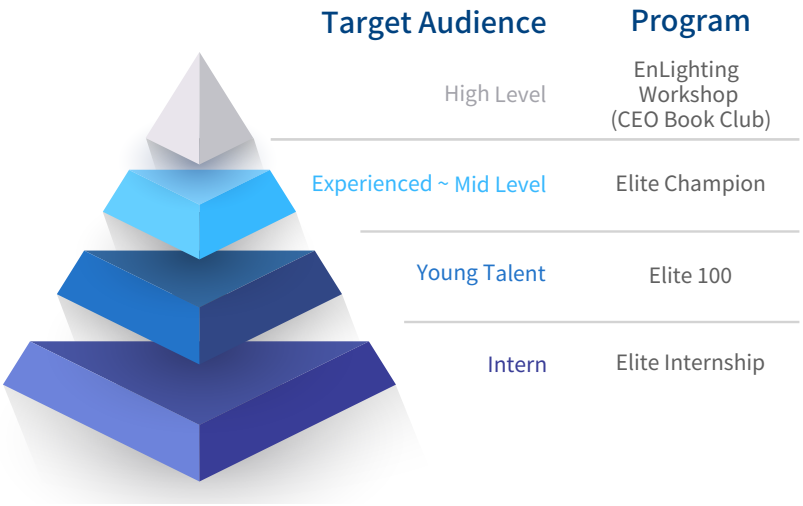 Target Audience
Program
High Level
EnLighting
Workshop
(CEO Book Club)
Experienced ~ Mid Level
Elite Champion
Young Talent
Elite 100
Intern
Elite Internship